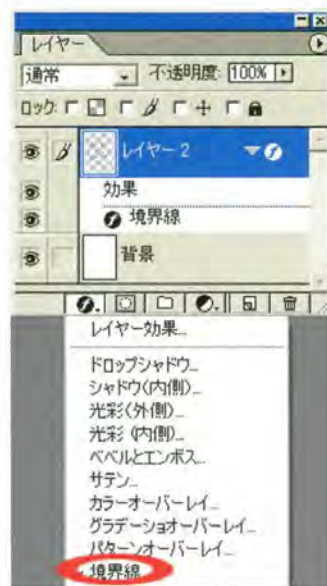 レイヤー
通常 不透明度: 100%
ロック:
レイヤー 2
効果
境界線
背景
レイヤー効果...
ドロップシャドウ...
シャドウ(内側)...
光彩(外側)...
光彩 (内側)...
ベベルとエンボス...
サテン...
カラーオーバーレイ...
グラデーショオーバーレイ...
パターンオーバーレイ...
境界線